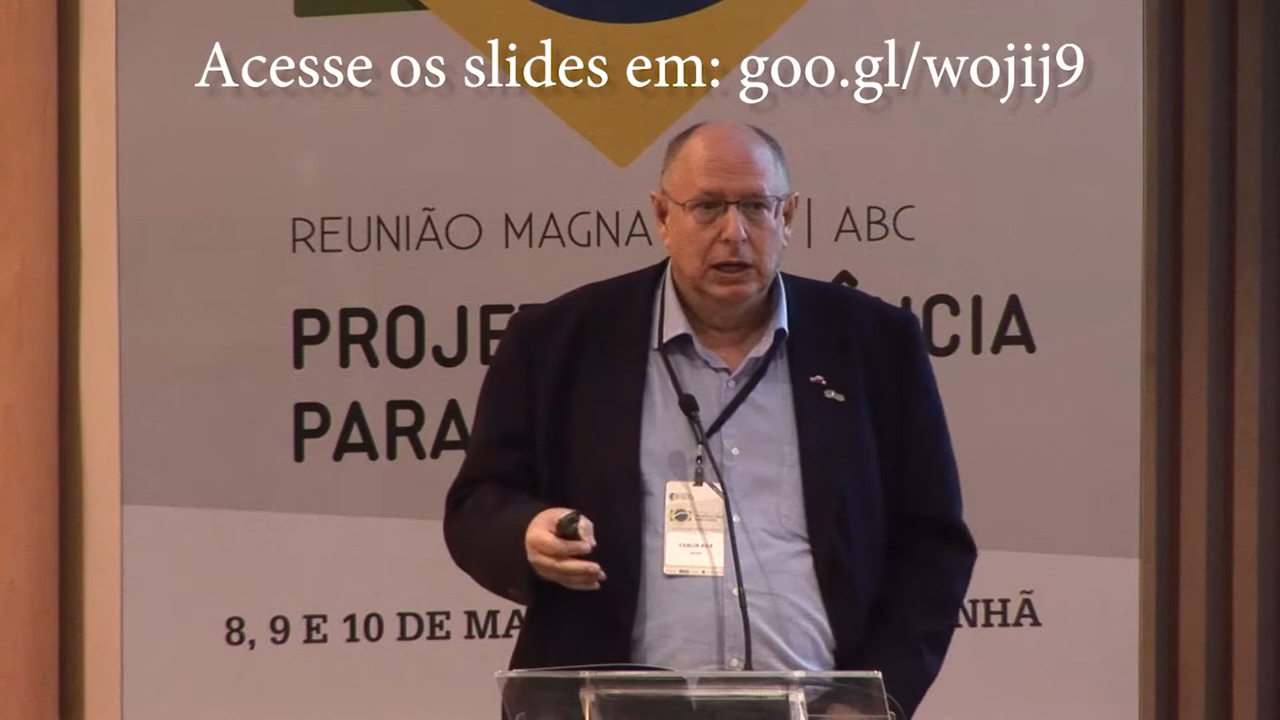 Acesse os slides em: goo.gl/wojij9
REUNIÃO MAGNA | ABC
PROJE CIA
PARA
8, 9 E 10 DE MA NHÃ